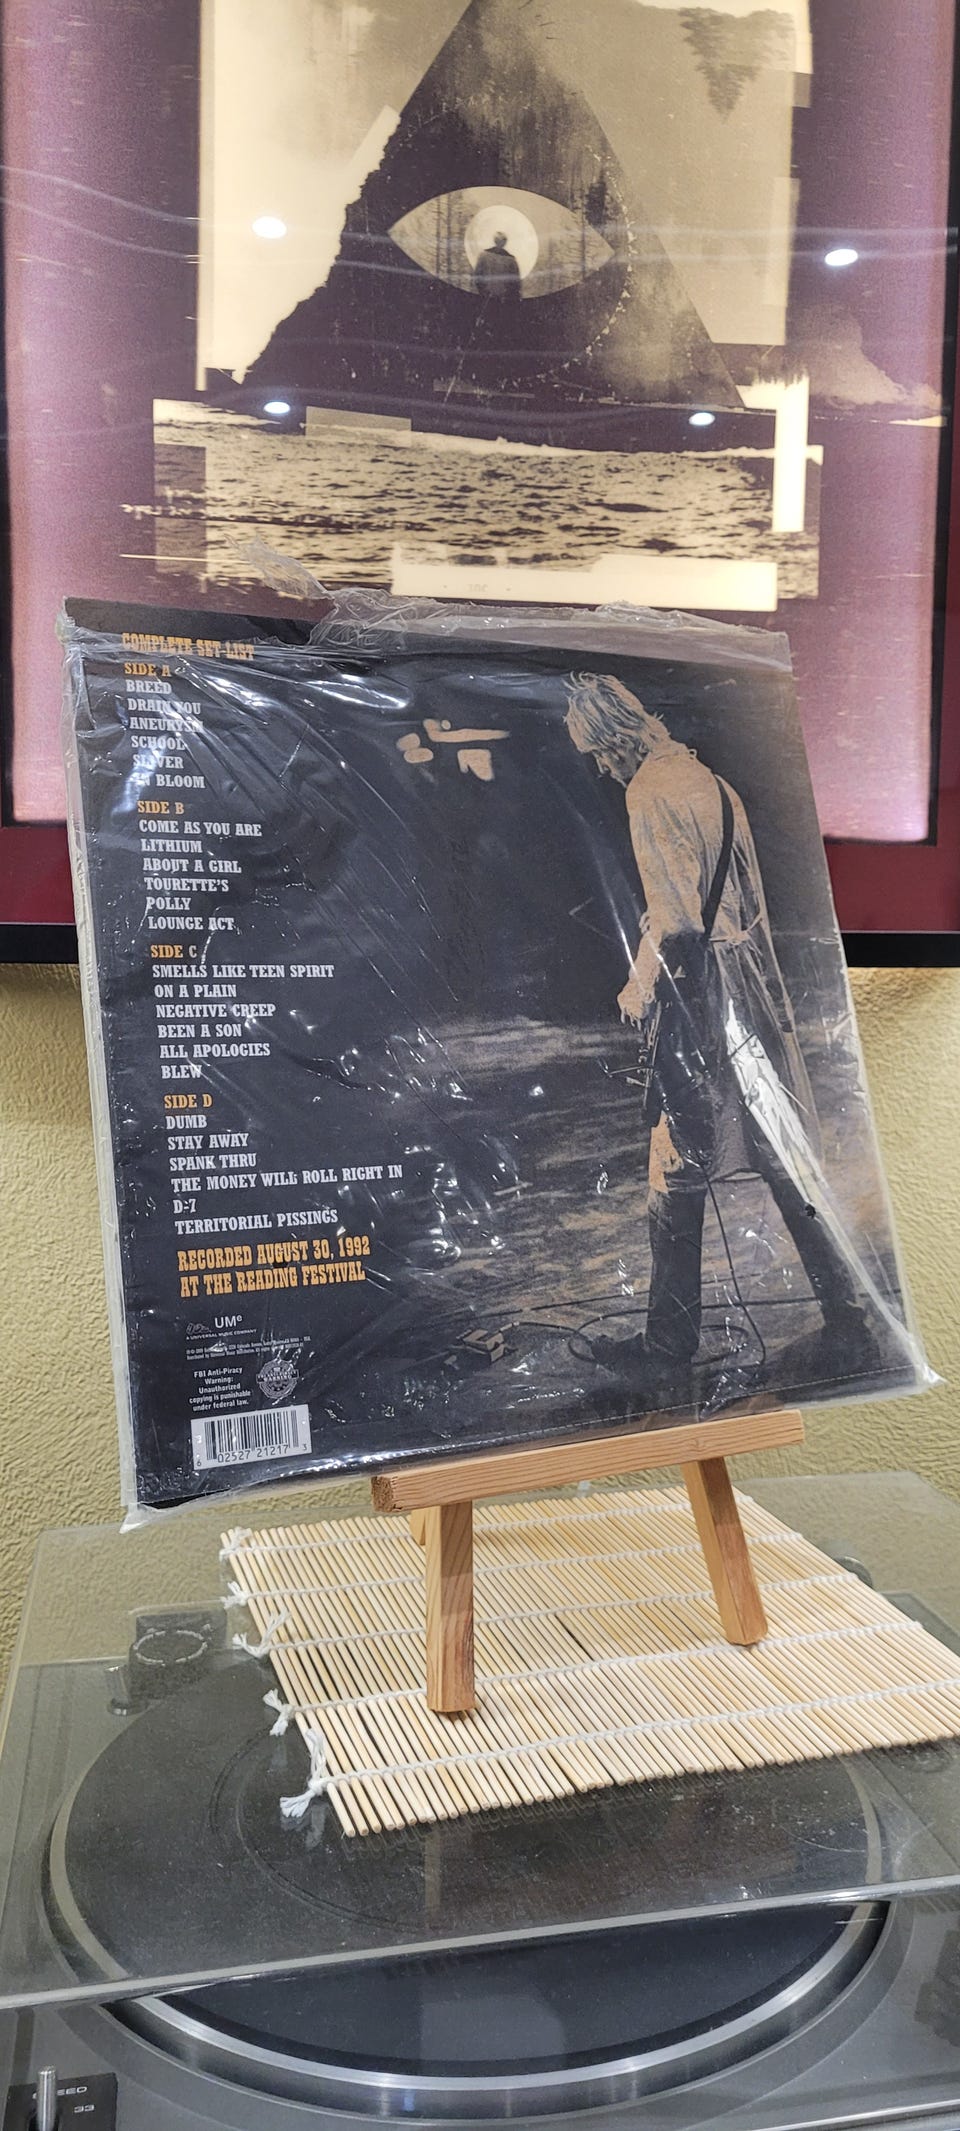 COMPLETE SET LIST
SIDE A
BREED
DRAIN YOU
ANEURYSM
SCHOOL
SLIVER
IN BLOOM
SIDE B
COME AS YOU ARE
LITHIUM
ABOUT A GIRL
TOURETTE'S
POLLY
LOUNGE ACT
SIDE C
SMELLS LIKE TEEN SPIRIT
ON A PLAIN
NEGATIVE CREEP
BEEN A SON
ALL APOLOGIES
BLEW
SIDE D
DUMB
STAY AWAY
SPANK THRU
THE MONEY WILL ROLL RIGHT IN
D-7
TERRITORIAL PISSINGS
RECORDED AUGUST 30, 1992
AT THE READING FESTIVAL
UMe
A UNIVERSAL MUSIC COMPANY
FBI Anti-Piracy
Warning:
Unauthorized
copying is punishable
under federal law.
6 02527 21217 3
SPEED
33